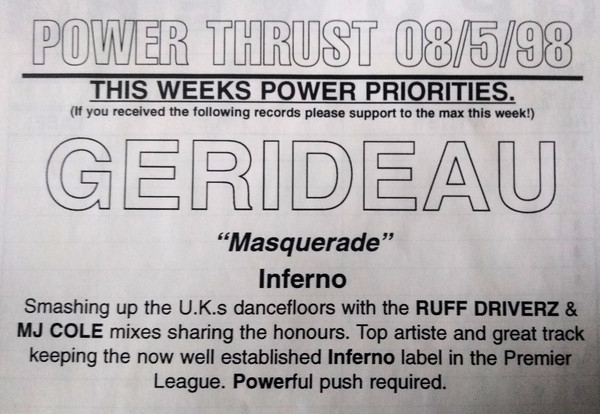 POWER THRUST 08/5/98
THIS WEEKS POWER PRIORITIES.
(If you received the following records please support to the max this week!)
GERIDEAU
“Masquerade”
Inferno
Smashing up the U.K.s dancefloors with the RUFF DRIVERZ &
MJ COLE mixes sharing the honours. Top artiste and great track
keeping the now well established Inferno label in the Premier
League. Powerful push required.